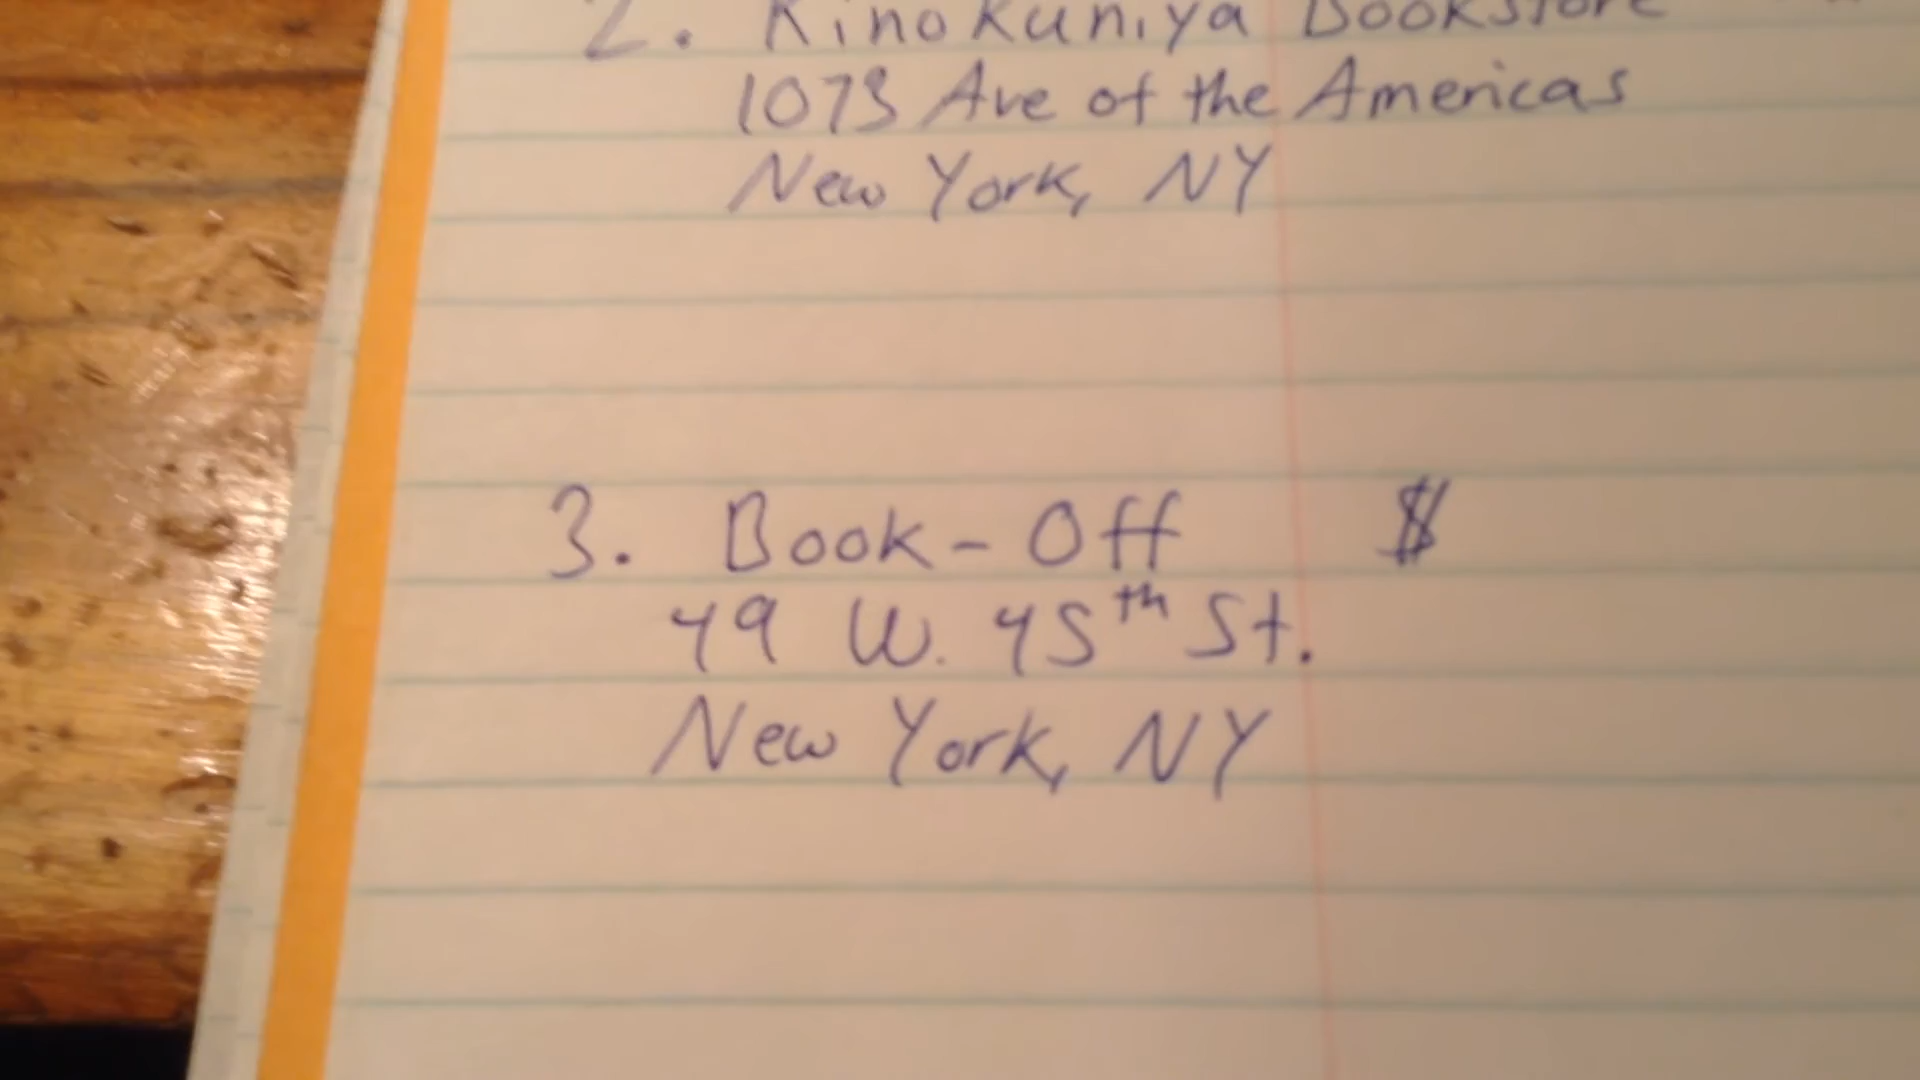 2. Kinokuniya Bookstore
1073 Ave of the Americas
New York, NY
3. Book-Off $
49 W. 45th St.
New York, NY